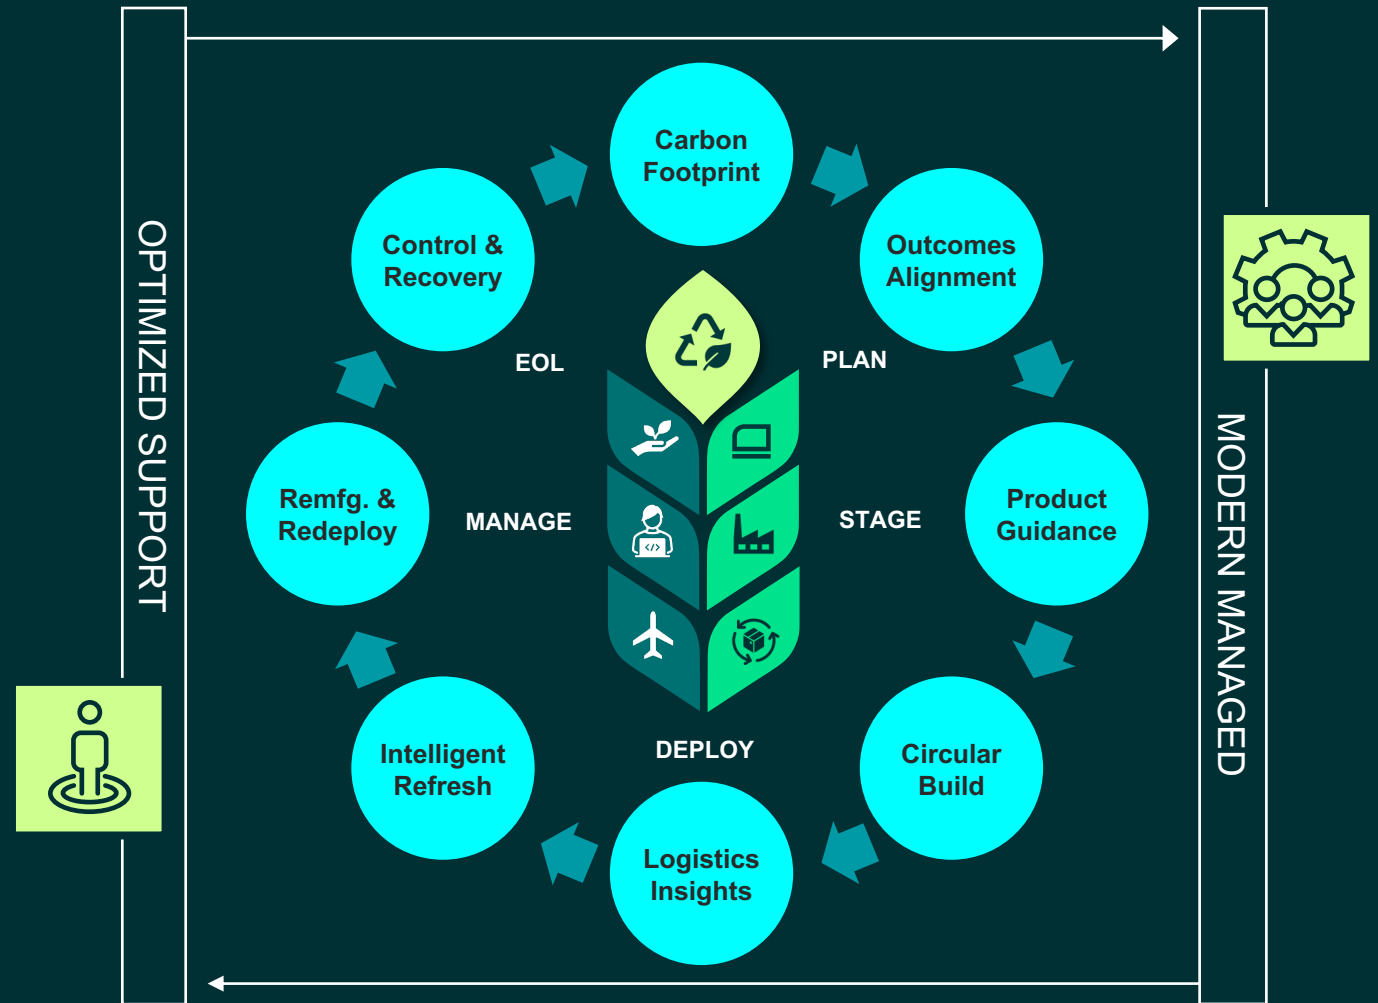 Carbon
Footprint
Control &
Recovery
Outcomes
Alignment
EOL
PLAN
OPTIMIZED SUPPORT
MODERN MANAGED
Remfg. &
Redeploy
MANAGE
STAGE
Product
Guidance
</>
DEPLOY
Intelligent
Refresh
Circular
Build
Logistics
Insights